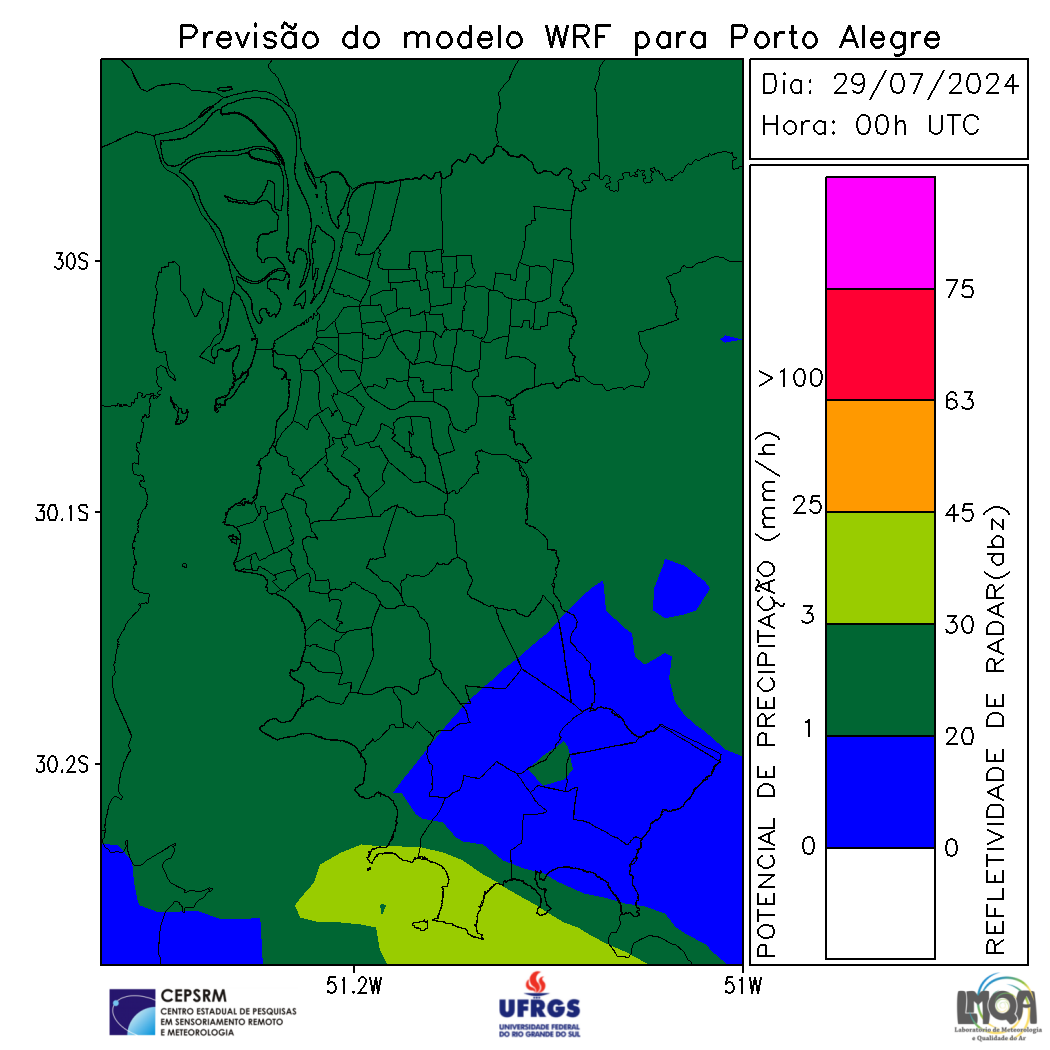 Previsão do modelo WRF para Porto Alegre
Dia: 29/07/2024
Hora: 00h UTC
30S
30.1S
30.2S
51.2W
51W
POTENCIAL DE PRECIPITAÇÃO (mm/h)
>100
25
3
1
0
75
63
45
30
20
0
REFLETIVIDADE DE RADAR(dbz)
CEPSRM
CENTRO ESTADUAL DE PESQUISAS
EM SENSORIAMENTO REMOTO
E METEOROLOGIA
UFRGS
UNIVERSIDADE FEDERAL
DO RIO GRANDE DO SUL
LMQA
Laboratório de Meteorologia
e Qualidade do Ar